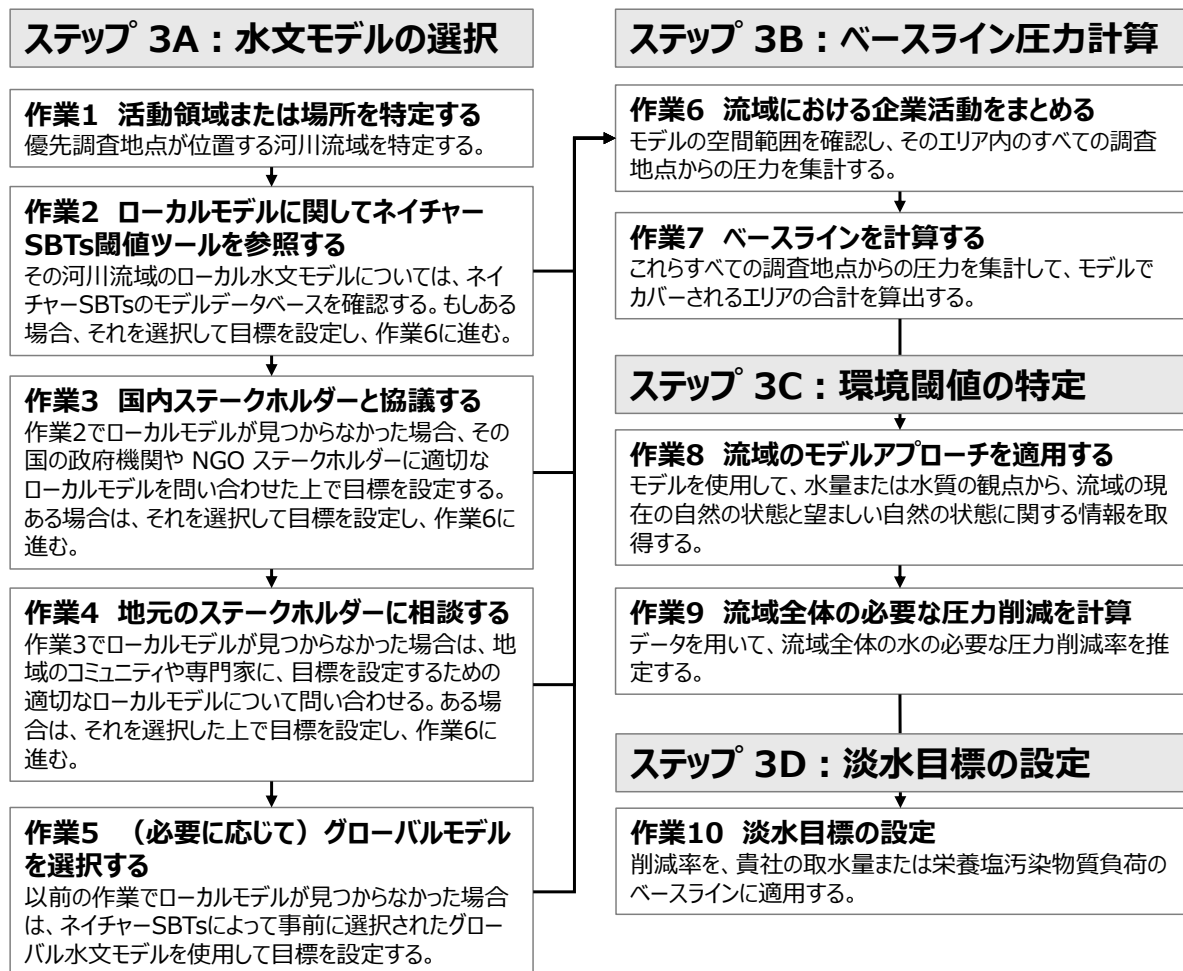 ステップ 3A：水文モデルの選択
作業1 活動領域または場所を特定する
優先調査地点が位置する河川流域を特定する。
作業2 ローカルモデルに関してネイチャー
SBTs閾値ツールを参照する
その河川流域のローカル水文モデルについては、ネイ
チャーSBTsのモデルデータベースを確認する。もしある
場合、それを選択して目標を設定し、作業6に進む。
作業3 国内ステークホルダーと協議する
作業2でローカルモデルが見つからなかった場合、その
国の政府機関や NGO ステークホルダーに適切な
ローカルモデルを問い合わせた上で目標を設定する。
ある場合は、それを選択して目標を設定し、作業6に
進む。
作業4 地元のステークホルダーに相談する
作業3でローカルモデルが見つからなかった場合は、地
域のコミュニティや専門家に、目標を設定するための
適切なローカルモデルについて問い合わせる。ある場
合は、それを選択した上で目標を設定し、作業6に
進む。
作業5 （必要に応じて）グローバルモデル
を選択する
以前の作業でローカルモデルが見つからなかった場合
は、ネイチャーSBTsによって事前に選択されたグロー
バル水文モデルを使用して目標を設定する。
ステップ 3B：ベースライン圧力計算
作業6 流域における企業活動をまとめる
モデルの空間範囲を確認し、そのエリア内のすべての調査
地点からの圧力を集計する。
作業7 ベースラインを計算する
これらすべての調査地点からの圧力を集計して、モデルで
カバーされるエリアの合計を算出する。
ステップ 3C：環境閾値の特定
作業8 流域のモデルアプローチを適用する
モデルを使用して、水量または水質の観点から、流域の現
在の自然の状態と望ましい自然の状態に関する情報を取
得する。
作業9 流域全体の必要な圧力削減を計算
データを用いて、流域全体の水の必要な圧力削減率を推
定する。
ステップ 3D：淡水目標の設定
作業10 淡水目標の設定
削減率を、貴社の取水量または栄養塩汚染物質負荷の
ベースラインに適用する。